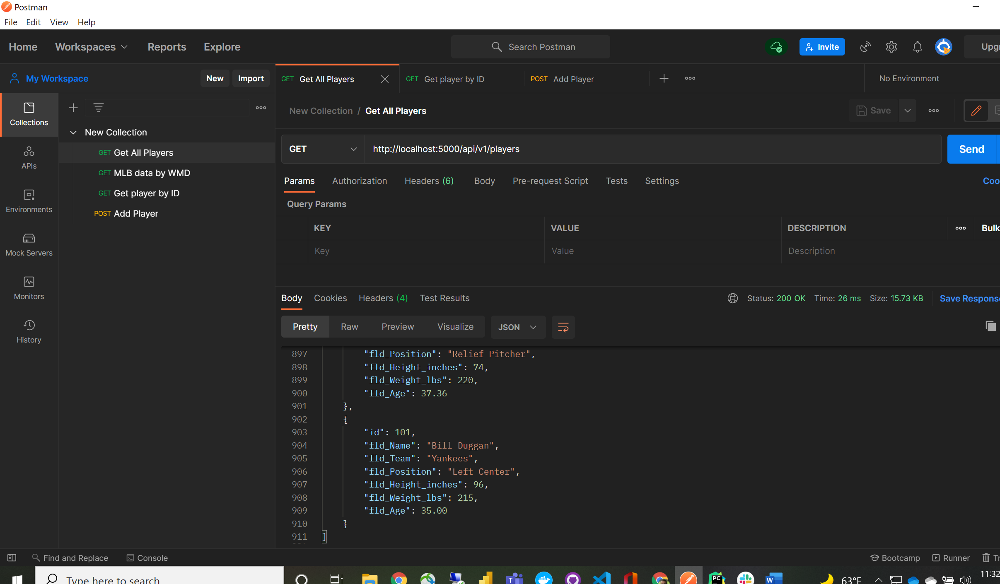 Postman
File Edit View Help
Home Workspaces Reports Explore Search Postman Invite Upgr
My Workspace New Import GET Get All Players GET Get player by ID POST Add Player No Environment
Collections
APIs
Environments
Mock Servers
Monitors
History
New Collection
GET Get All Players
GET MLB data by WMD
GET Get player by ID
POST Add Player
New Collection / Get All Players Save
GET http://localhost:5000/api/v1/players Send
Params Authorization Headers (6) Body Pre-request Script Tests Settings Coo
Query Params
KEY VALUE DESCRIPTION Bulk
Key Value Description
Body Cookies Headers (4) Test Results Status: 200 OK Time: 26 ms Size: 15.73 KB Save Response
Pretty Raw Preview Visualize JSON
897 "fld_Position": "Relief Pitcher",
898 "fld_Height_inches": 74,
899 "fld_Weight_lbs": 220,
900 "fld_Age": 37.36
901 },
902 {
903 "id": 101,
904 "fld_Name": "Bill Duggan",
905 "fld_Team": "Yankees",
906 "fld_Position": "Left Center",
907 "fld_Height_inches": 96,
908 "fld_Weight_lbs": 215,
909 "fld_Age": 35.00
910 }
911 ]
Find and Replace Console Bootcamp Runner Tr
Type here to search 63°F 11:32